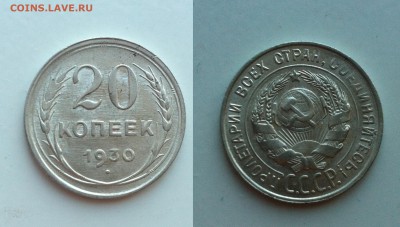 COINS.LAVE.RU
20
КОПЕЕК
1930
ПРОЛЕТАРИИ ВСЕХ СТРАН, СОЕДИНЯЙТЕСЬ!
С.С.С.Р.